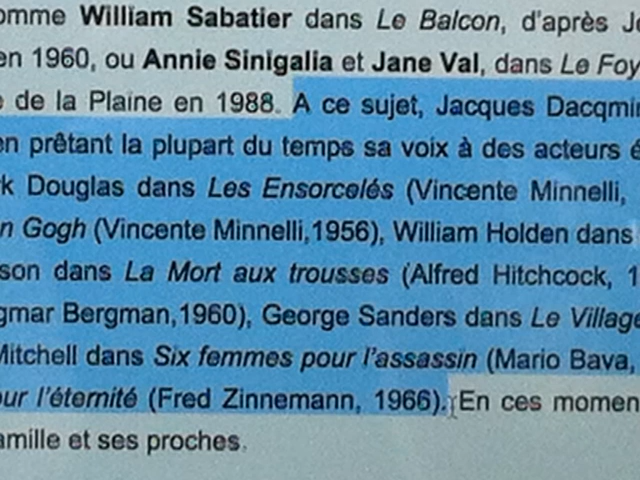 omme William Sabatier dans Le Balcon, d'après Je
en 1960, ou Annie Sinigalia et Jane Val, dans Le Foy
de la Plaine en 1988. A ce sujet, Jacques Dacqmi
en prêtant la plupart du temps sa voix à des acteurs é
k Douglas dans Les Ensorcelés (Vincente Minnelli,
n Gogh (Vincente Minnelli,1956), William Holden dans
son dans La Mort aux trousses (Alfred Hitchcock, 1
gmar Bergman,1960), George Sanders dans Le Village
Mitchell dans Six femmes pour l'assassin (Mario Bava,
ur l'éternité (Fred Zinnemann, 1966). En ces momen
amille et ses proches.